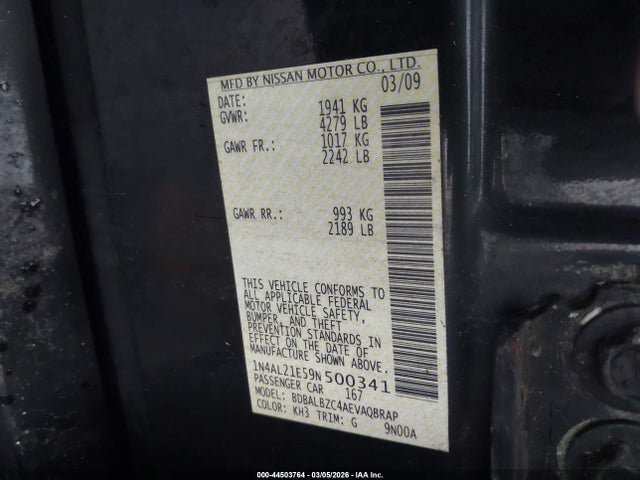 MFD BY NISSAN MOTOR CO., LTD.
DATE: 03/09
GVWR: 1941 KG
4279 LB
GAWR FR.: 1017 KG
2242 LB
GAWR RR.: 993 KG
2189 LB
THIS VEHICLE CONFORMS TO
ALL APPLICABLE FEDERAL
MOTOR VEHICLE SAFETY,
BUMPER, AND THEFT
PREVENTION STANDARDS IN
EFFECT ON THE DATE OF
MANUFACTURE SHOWN ABOVE.
1N4AL21E59N500341
PASSENGER CAR 167
MODEL: BDBALBZC4AEVAQBRAP
COLOR: KH3 TRIM: G 9N00A
000-44503764 - 03/05/2026 - IAA Inc.